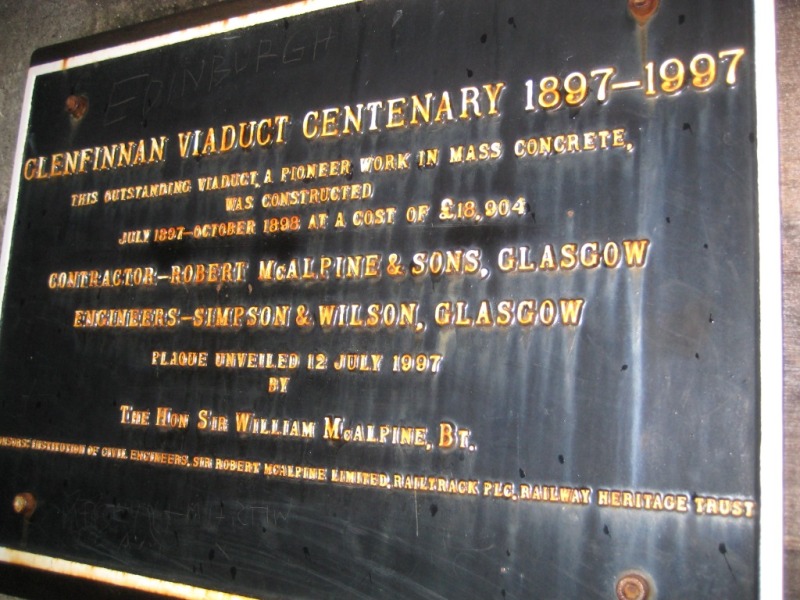 EDINBURGH
GLENFINNAN VIADUCT CENTENARY 1897-1997
THIS OUTSTANDING VIADUCT, A PIONEER WORK IN MASS CONCRETE,
WAS CONSTRUCTED
JULY 1897-OCTOBER 1898 AT A COST OF £18,904
CONTRACTOR-ROBERT McALPINE & SONS, GLASGOW
ENGINEERS-SIMPSON & WILSON, GLASGOW
PLAQUE UNVEILED 12 JULY 1997
BY
THE HON SIR WILLIAM McALPINE, BT.
INSTITUTION OF CIVIL ENGINEERS, SIR ROBERT McALPINE LIMITED, RAILTRACK PLC, RAILWAY HERITAGE TRUST
MARTIN